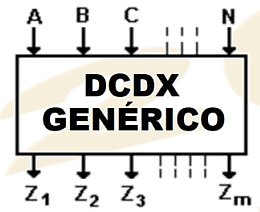 A B C N
DCDX
GENÉRICO
Z1 Z2 Z3 Zm